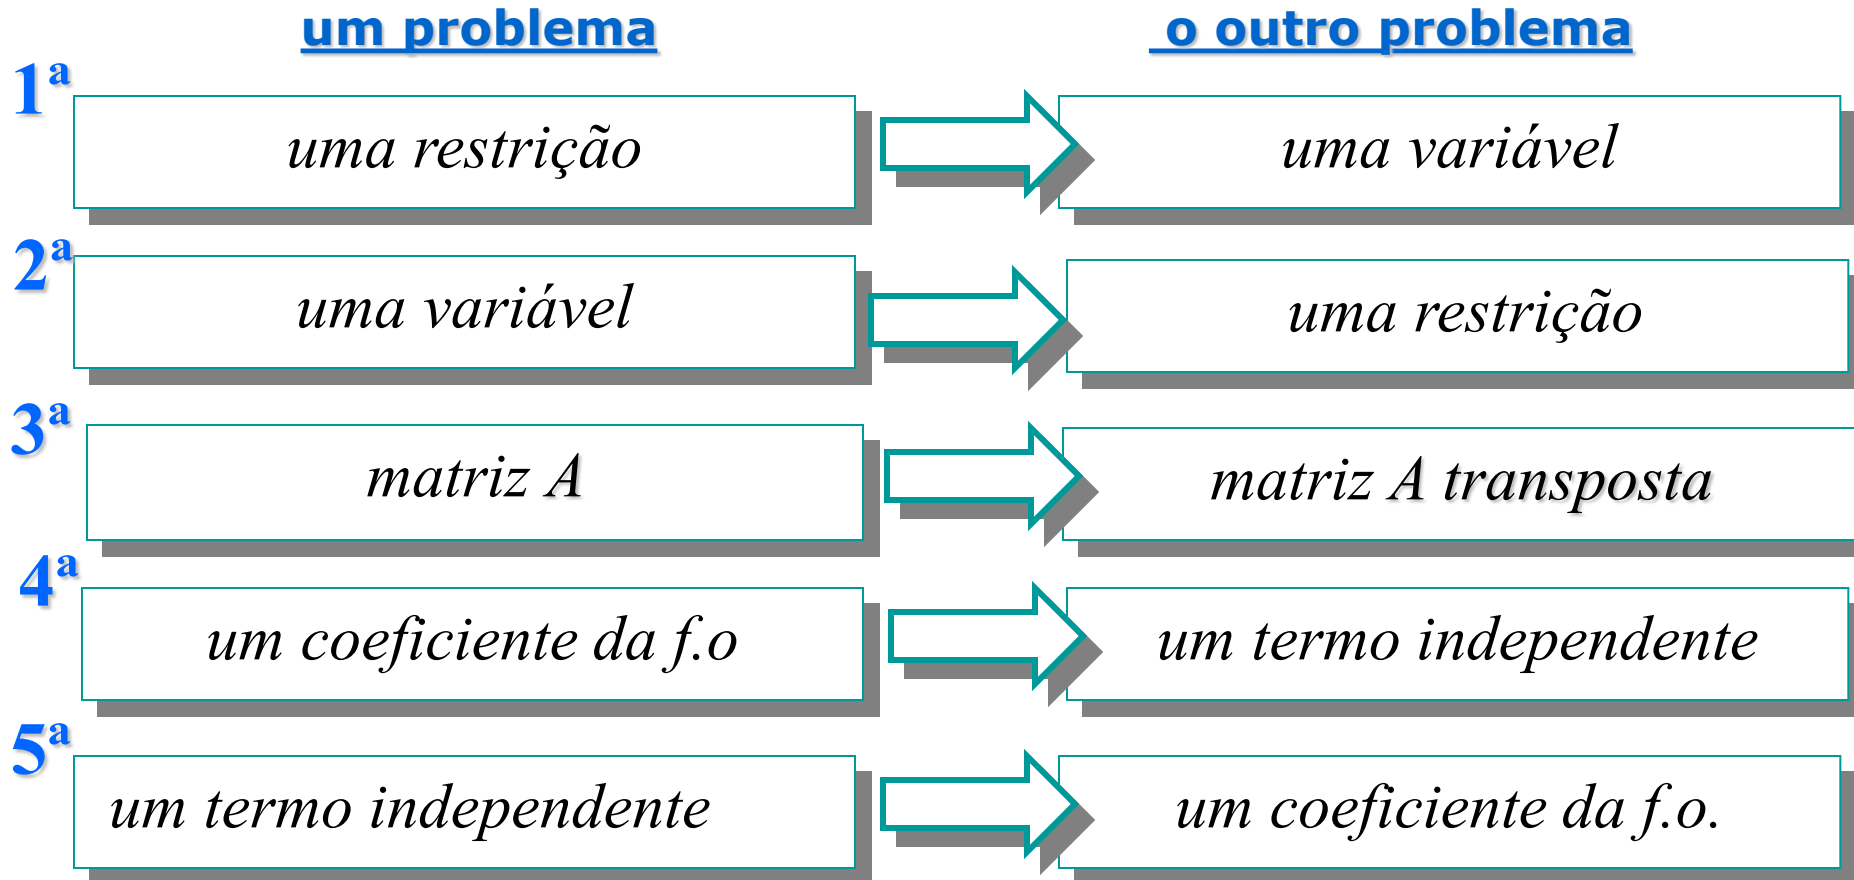 um problema
o outro problema
1ª
uma restrição
uma variável
2ª
uma variável
uma restrição
3ª
matriz A
matriz A transposta
4ª
um coeficiente da f.o
um termo independente
5ª
um termo independente
um coeficiente da f.o.